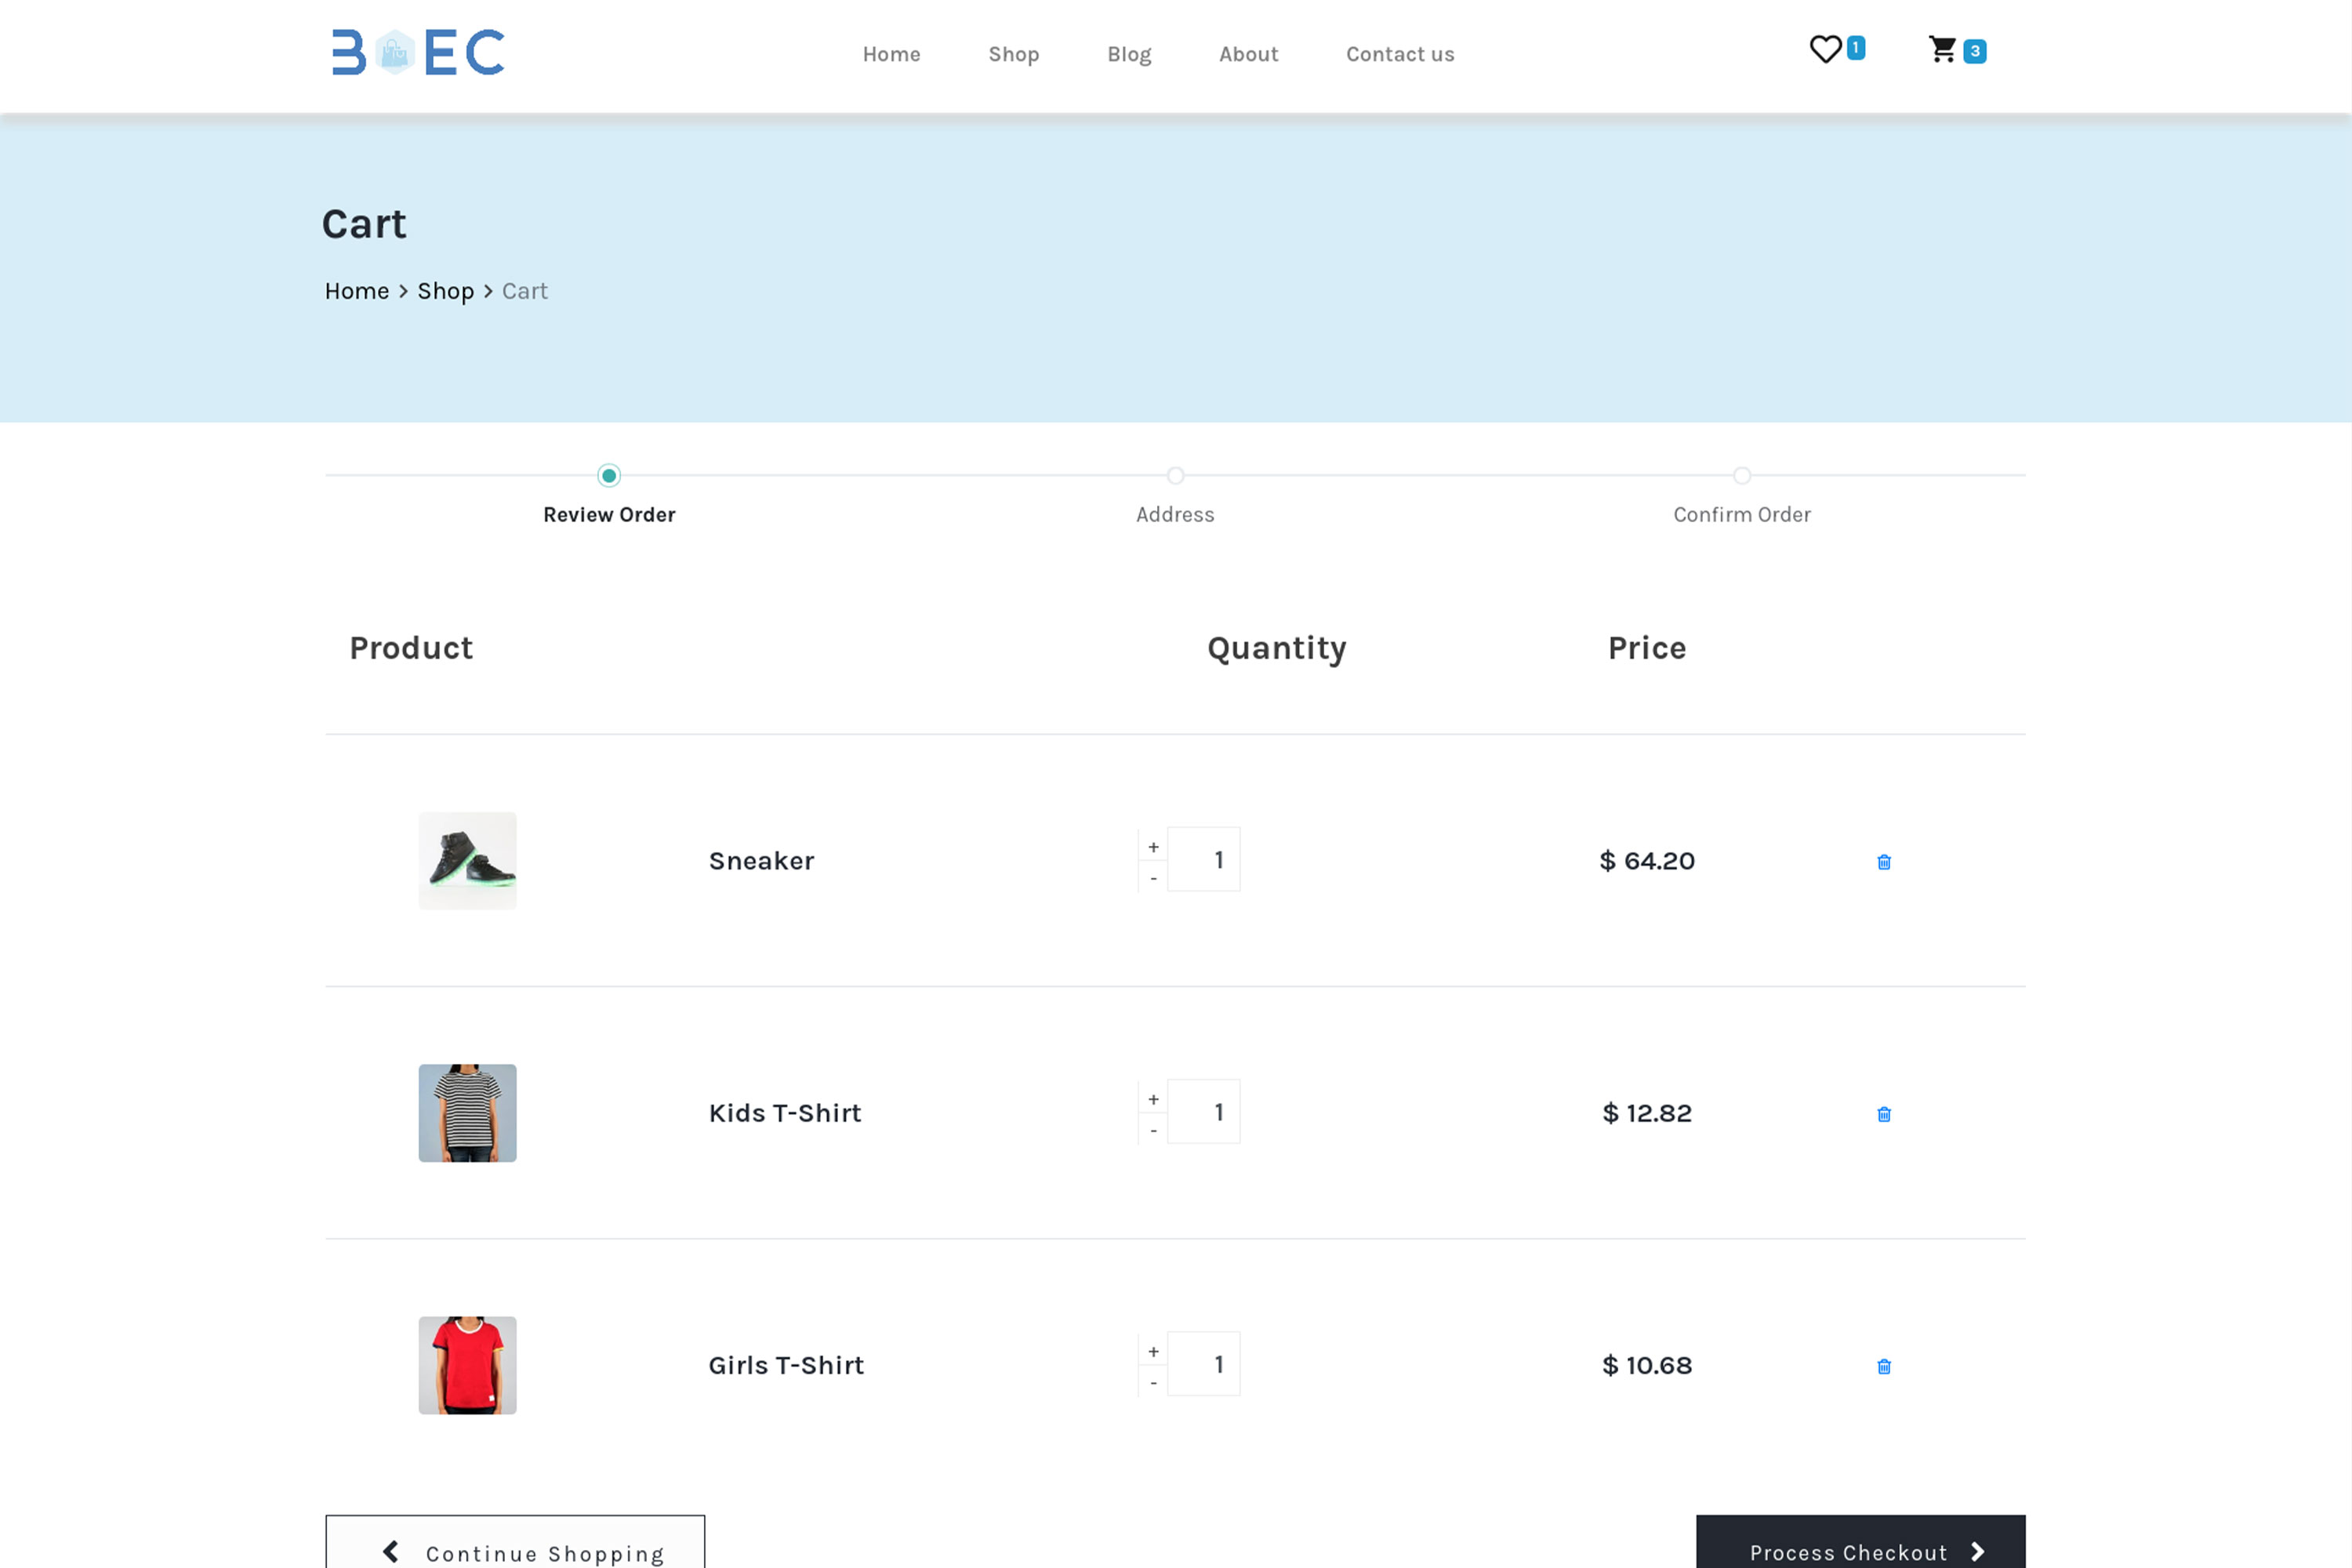 BOEC
Home Shop Blog About Contact us 1 3
Cart
Home > Shop > Cart
Review Order Address Confirm Order
Product Quantity Price
Sneaker + - 1 $ 64.20
Kids T-Shirt + - 1 $ 12.82
Girls T-Shirt + - 1 $ 10.68
Continue Shopping Process Checkout